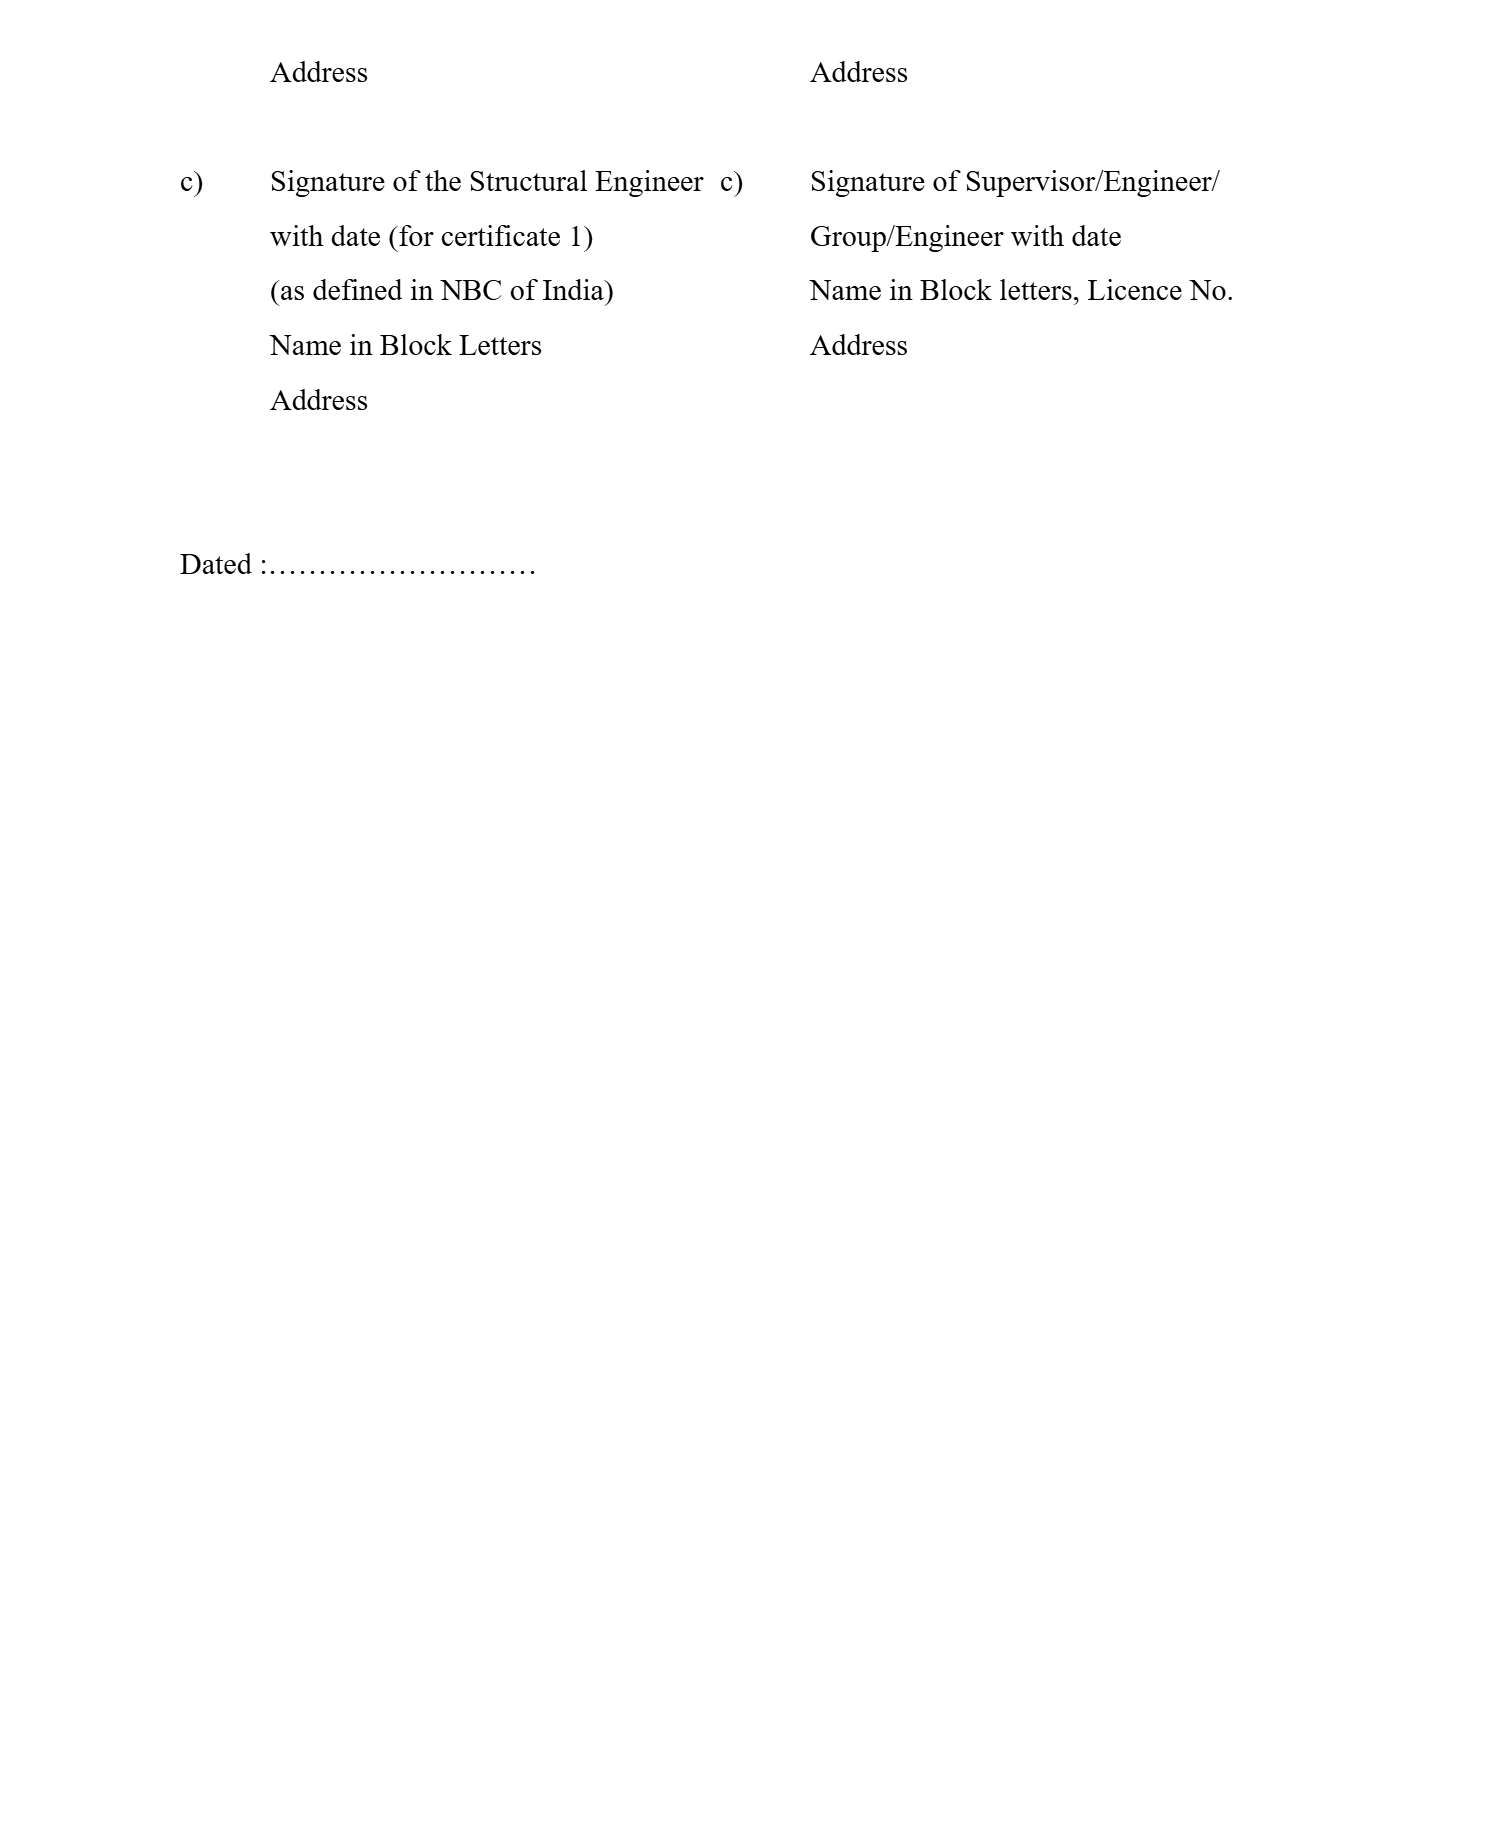 Address Address
c) Signature of the Structural Engineer c) Signature of Supervisor/Engineer/
with date (for certificate 1) Group/Engineer with date
(as defined in NBC of India) Name in Block letters, Licence No.
Name in Block Letters Address
Address
Dated :………………………